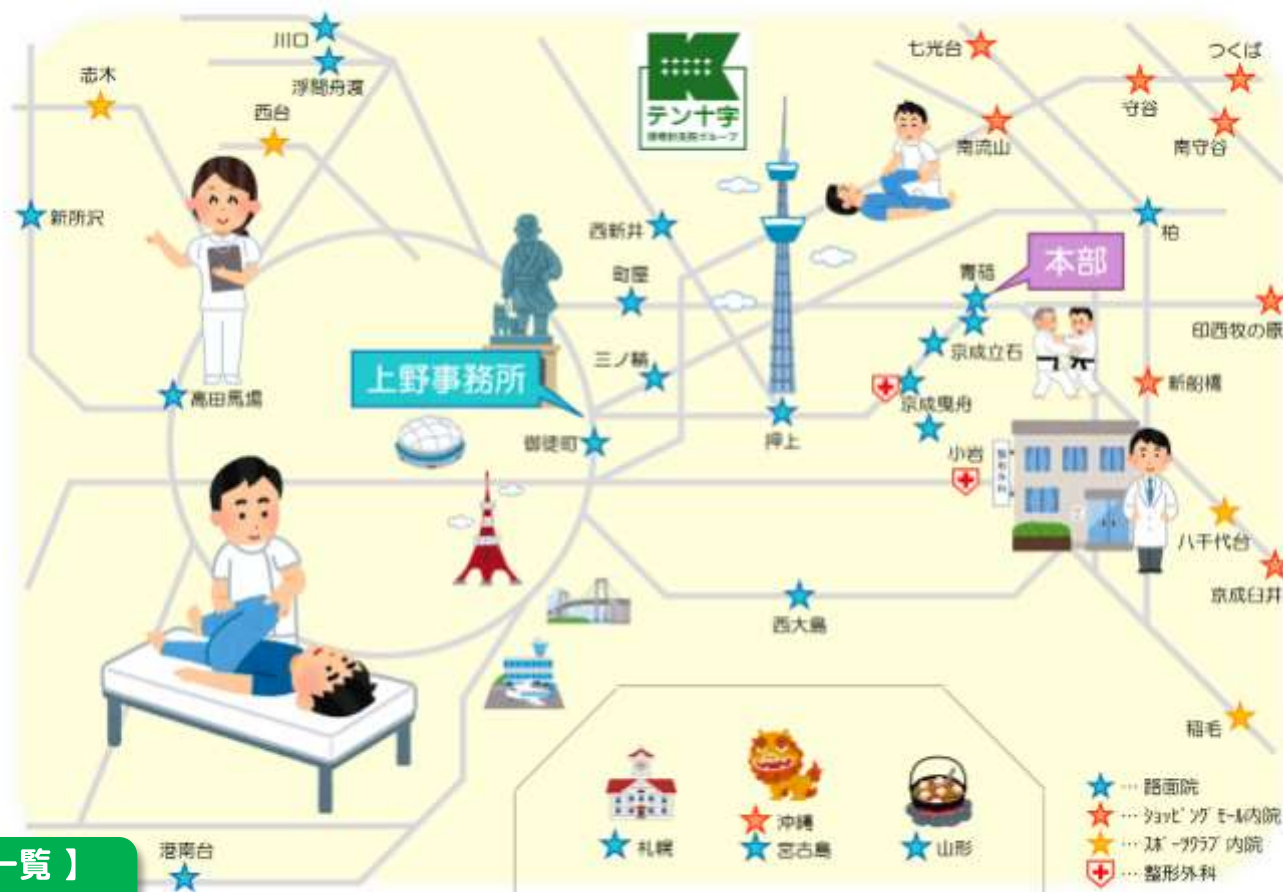 川口
浮間舟渡
志木
西台
新所沢
高田馬場
テン十字
七光台
つくば
守谷
南流山
南守谷
西新井
町屋
三ノ輪
柏
青砥
本部
印西牧の原
京成立石
上野事務所
新船橋
京成曳舟
御徒町
押上
小岩
整形外科
八千代台
京成臼井
西大島
稲毛
札幌
沖縄
宮古島
山形
…路面院
…ｼｮｯﾋﾟﾝｸﾞﾓｰﾙ内院
…ｽﾎﾟｰﾂｸﾗﾌﾞ内院
…整形外科
一覧 】
港南台